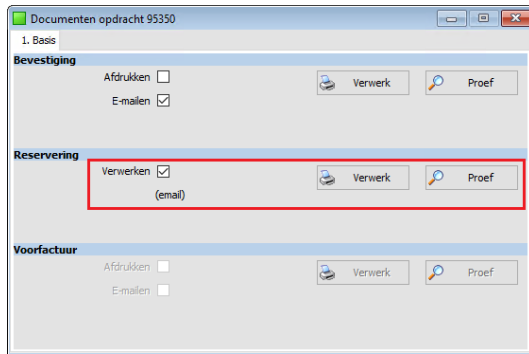 Documenten opdracht 95350
1. Basis
Bevestiging
Afdrukken Verwerk Proef
E-mailen
Reservering
Verwerken Verwerk Proef
(email)
Voorfactuur
Afdrukken Verwerk Proef
E-mailen